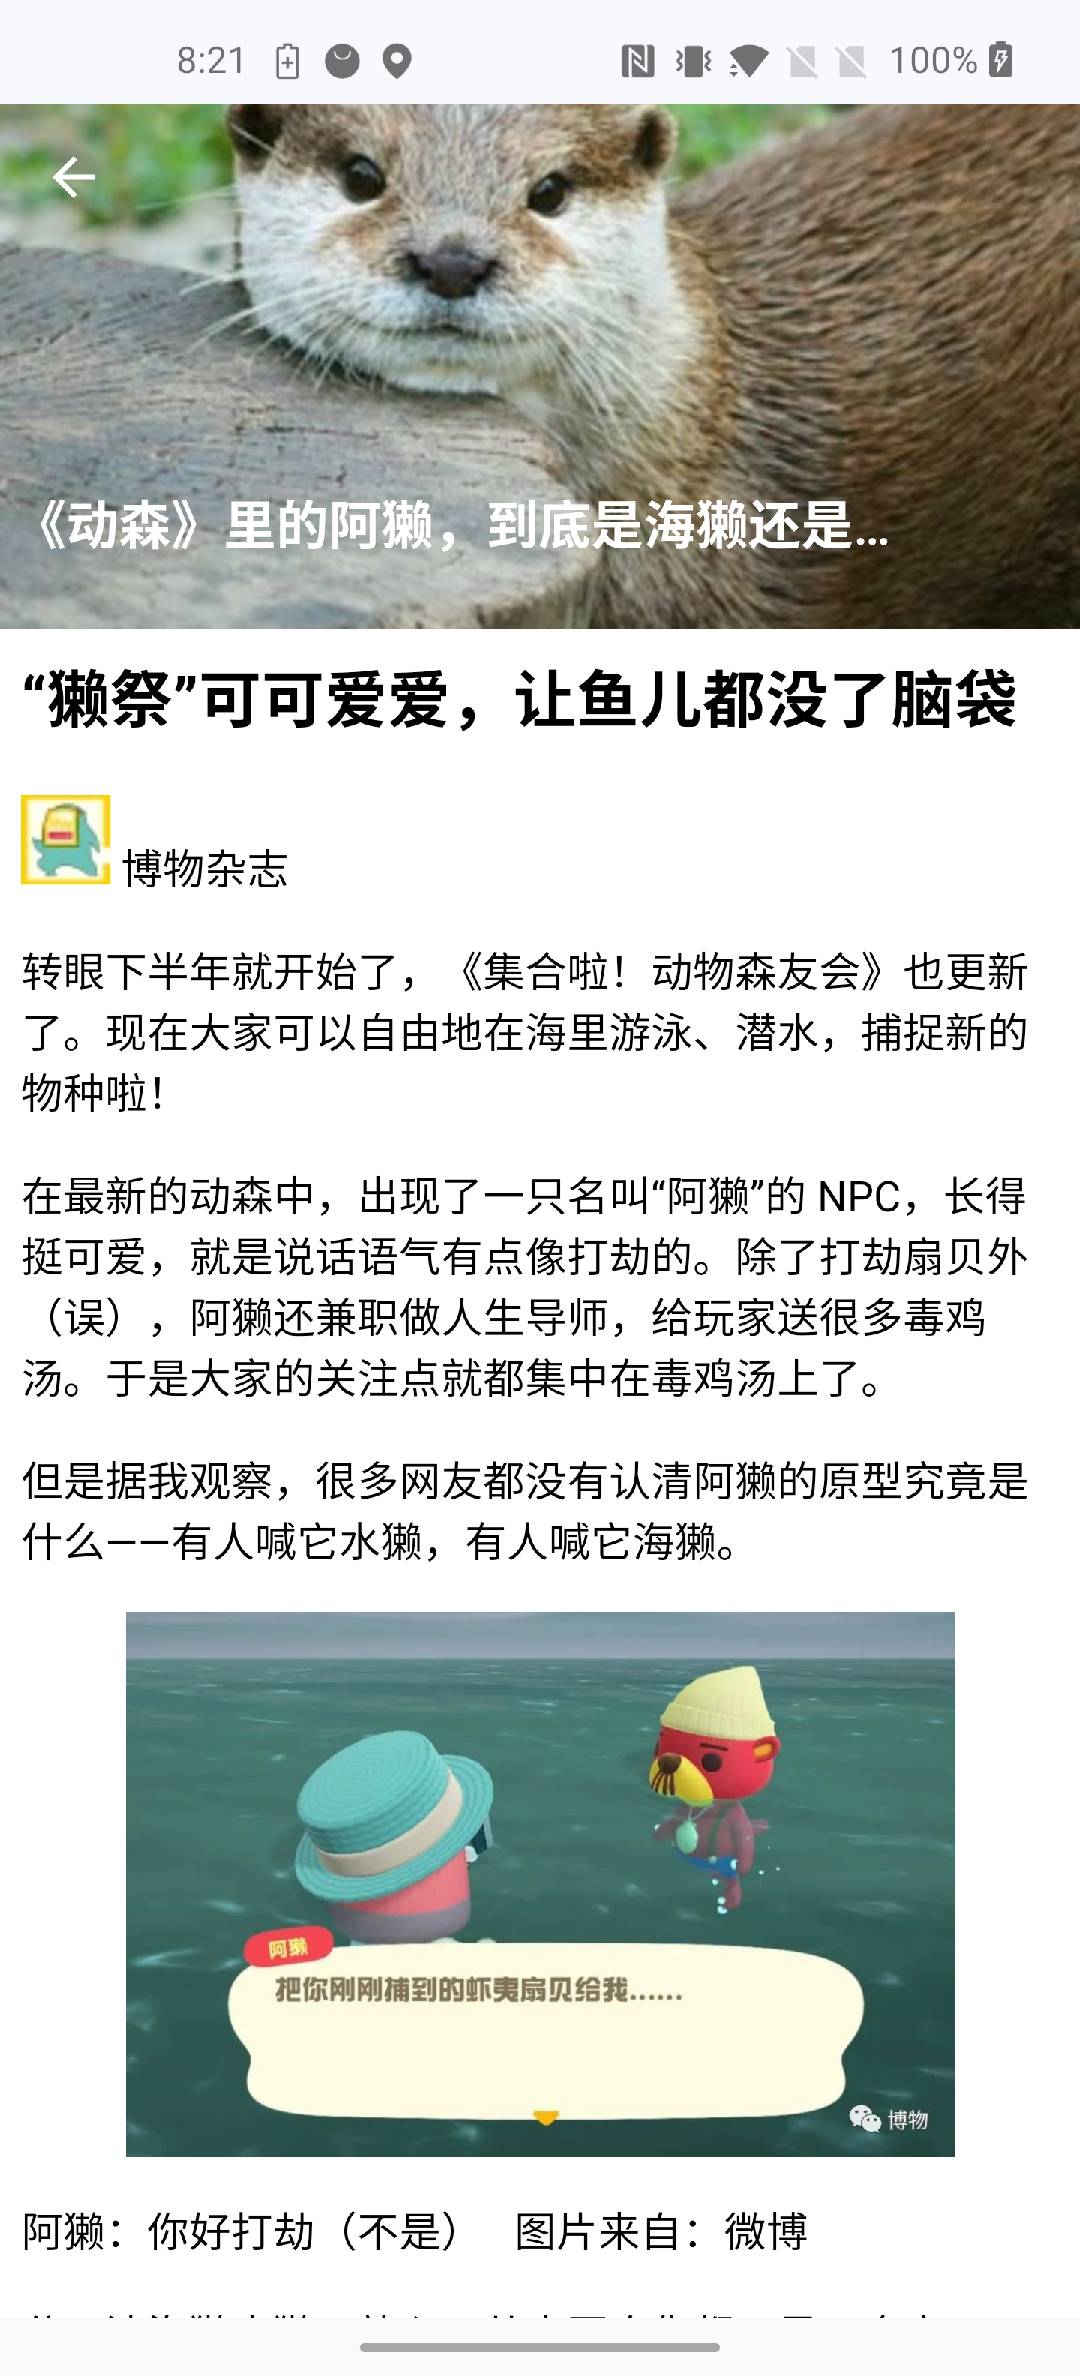 8:21
100%
《动森》里的阿獭，到底是海獭还是...
“獭祭”可可爱爱，让鱼儿都没了脑袋
博物杂志
转眼下半年就开始了，《集合啦！动物森友会》也更新
了。现在大家可以自由地在海里游泳、潜水，捕捉新的
物种啦！
在最新的动森中，出现了一只名叫“阿獭”的 NPC，长得
挺可爱，就是说话语气有点像打劫的。除了打劫扇贝外
（误），阿獭还兼职做人生导师，给玩家送很多毒鸡
汤。于是大家的关注点就都集中在毒鸡汤上了。
但是据我观察，很多网友都没有认清阿獭的原型究竟是
什么——有人喊它水獭，有人喊它海獭。
阿獭
把你刚刚捕到的虾夷扇贝给我......
博物
阿獭：你好打劫（不是） 图片来自：微博